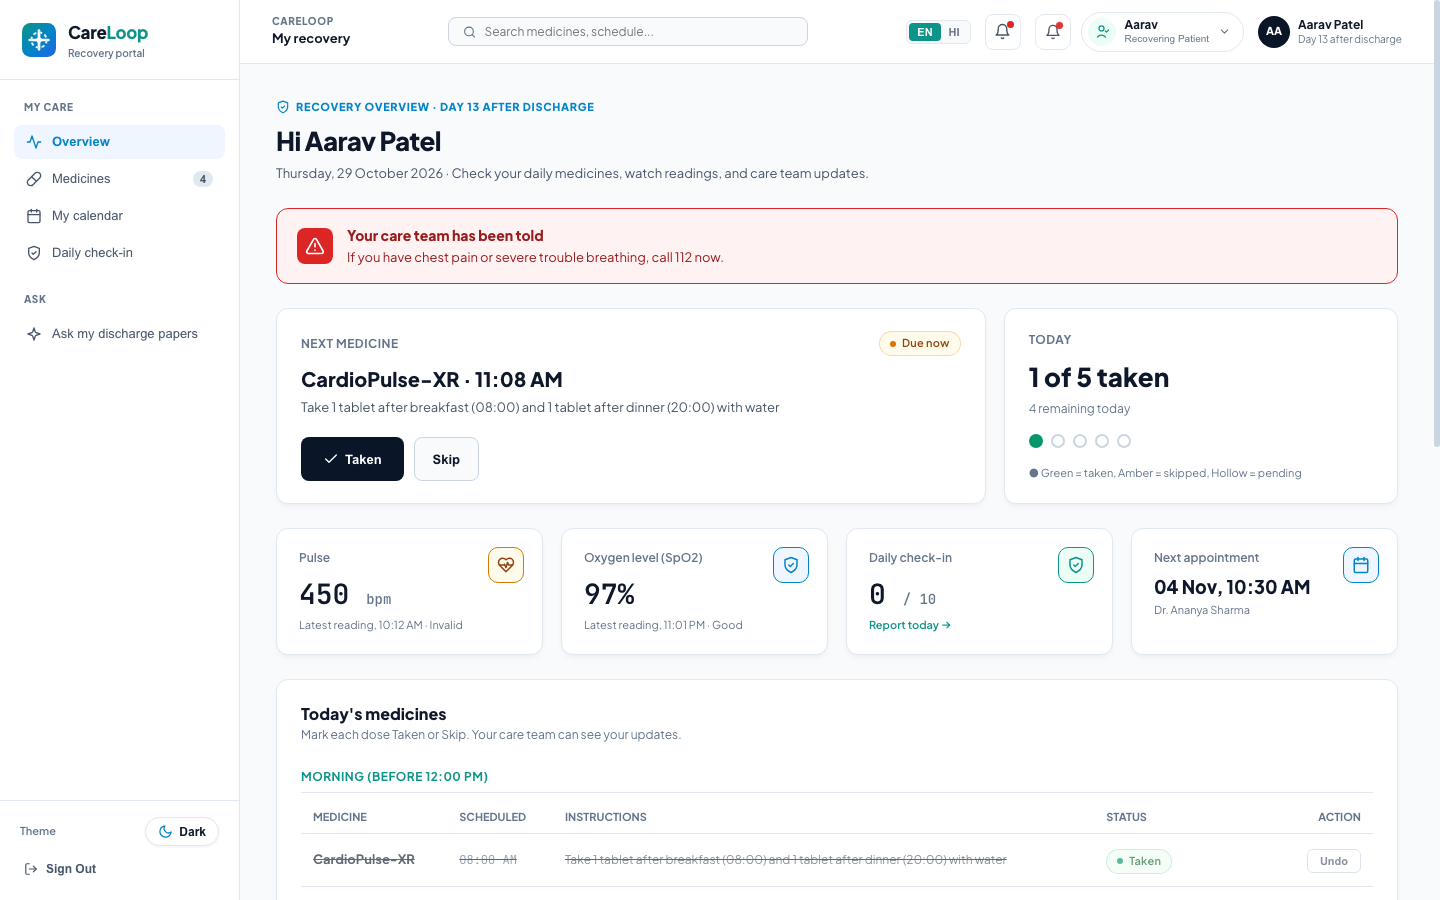 CareLoop
Recovery portal
MY CARE
Overview
Medicines 4
My calendar
Daily check-in
ASK
Ask my discharge papers
Theme Dark
Sign Out
CARELOOP
My recovery
Search medicines, schedule...
EN HI
Aarav
Recovering Patient
AA
Aarav Patel
Day 13 after discharge
RECOVERY OVERVIEW · DAY 13 AFTER DISCHARGE
Hi Aarav Patel
Thursday, 29 October 2026 · Check your daily medicines, watch readings, and care team updates.
Your care team has been told
If you have chest pain or severe trouble breathing, call 112 now.
NEXT MEDICINE Due now
CardioPulse-XR · 11:08 AM
Take 1 tablet after breakfast (08:00) and 1 tablet after dinner (20:00) with water
Taken Skip
TODAY
1 of 5 taken
4 remaining today
Green = taken, Amber = skipped, Hollow = pending
Pulse
450 bpm
Latest reading, 10:12 AM · Invalid
Oxygen level (SpO2)
97%
Latest reading, 11:01 PM · Good
Daily check-in
0 / 10
Report today →
Next appointment
04 Nov, 10:30 AM
Dr. Ananya Sharma
Today's medicines
Mark each dose Taken or Skip. Your care team can see your updates.
MORNING (BEFORE 12:00 PM)
MEDICINE SCHEDULED INSTRUCTIONS STATUS ACTION
CardioPulse-XR 08:00 AM Take 1 tablet after breakfast (08:00) and 1 tablet after dinner (20:00) with water Taken Undo